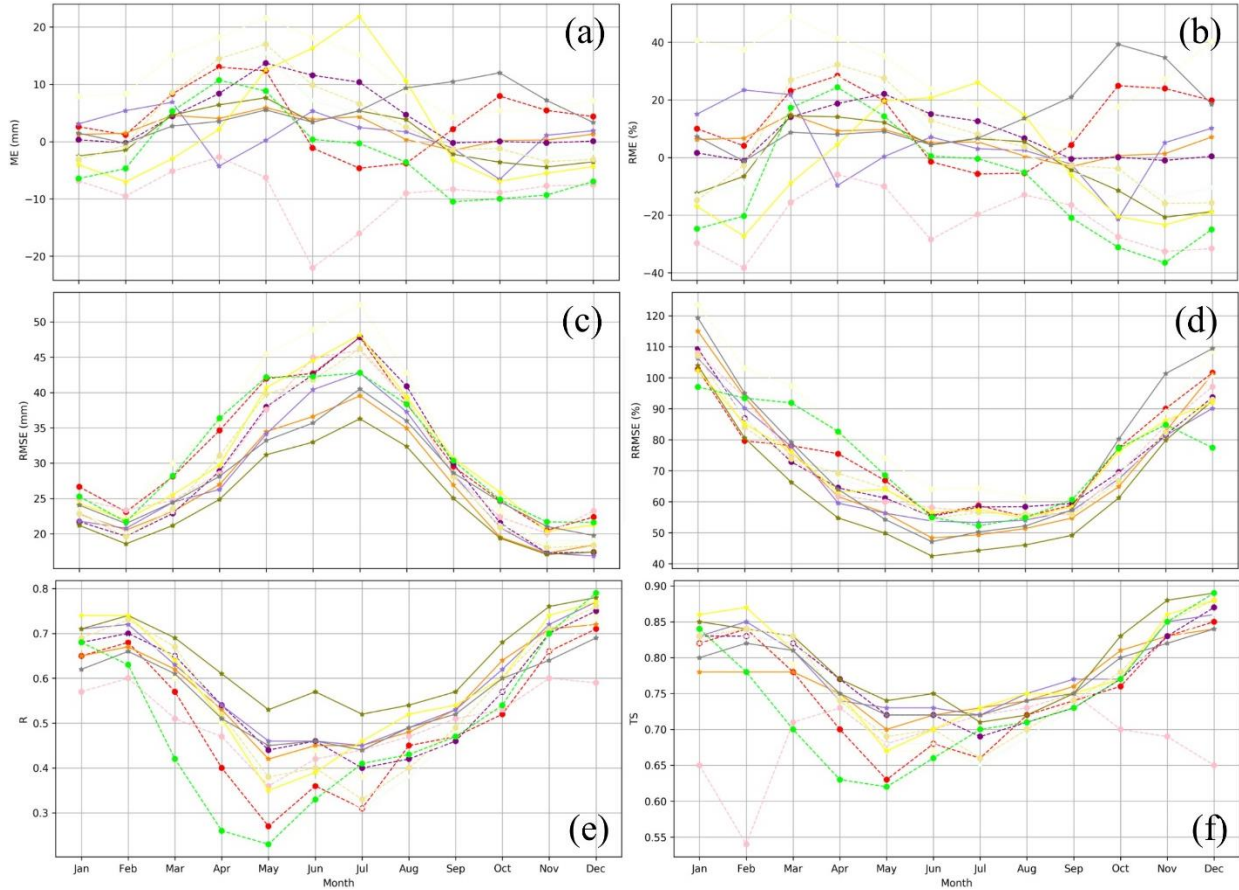 (a)
ME (mm)
20
10
0
−10
−20
(b)
RME (%)
40
20
0
−20
−40
(c)
RMSE (mm)
50
45
40
35
30
25
20
(d)
RRMSE (%)
120
110
100
90
80
70
60
50
40
(e)
R
0.8
0.7
0.6
0.5
0.4
0.3
Jan Feb Mar Apr May Jun Jul Aug Sep Oct Nov Dec
Month
(f)
TS
0.90
0.85
0.80
0.75
0.70
0.65
0.60
0.55
Jan Feb Mar Apr May Jun Jul Aug Sep Oct Nov Dec
Month